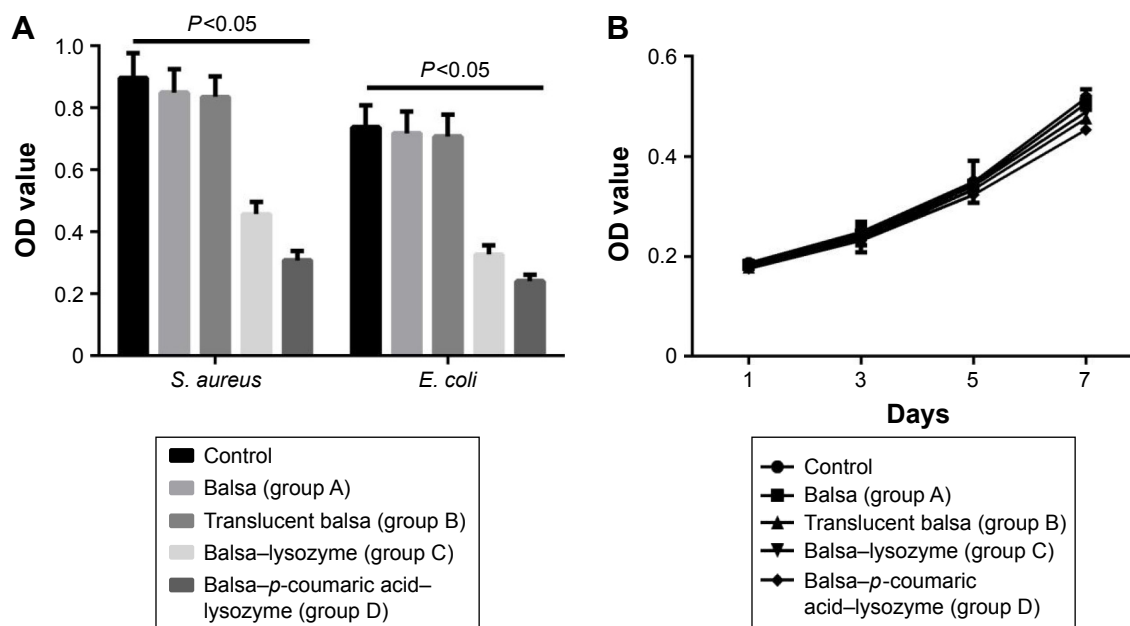 A
P<0.05
P<0.05
OD value
1.0
0.8
0.6
0.4
0.2
0
S. aureus
E. coli
Control
Balsa (group A)
Translucent balsa (group B)
Balsa–lysozyme (group C)
Balsa–p-coumaric acid–
lysozyme (group D)
B
OD value
0.6
0.4
0.2
0
1
3
5
7
Days
Control
Balsa (group A)
Translucent balsa (group B)
Balsa–lysozyme (group C)
Balsa–p-coumaric
acid–lysozyme (group D)